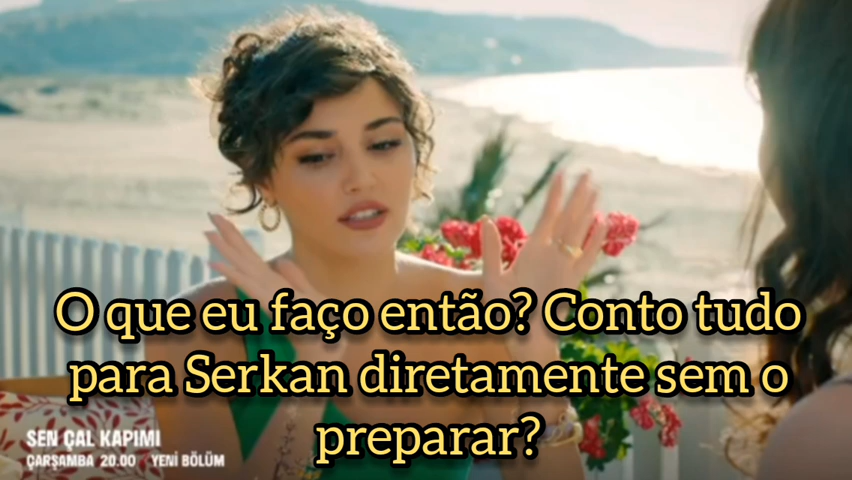 O que eu faço então? Conto tudo
para Serkan diretamente sem o
preparar?
SEN ÇAL KAPIMI
ÇARŞAMBA 20.00 YENİ BÖLÜM